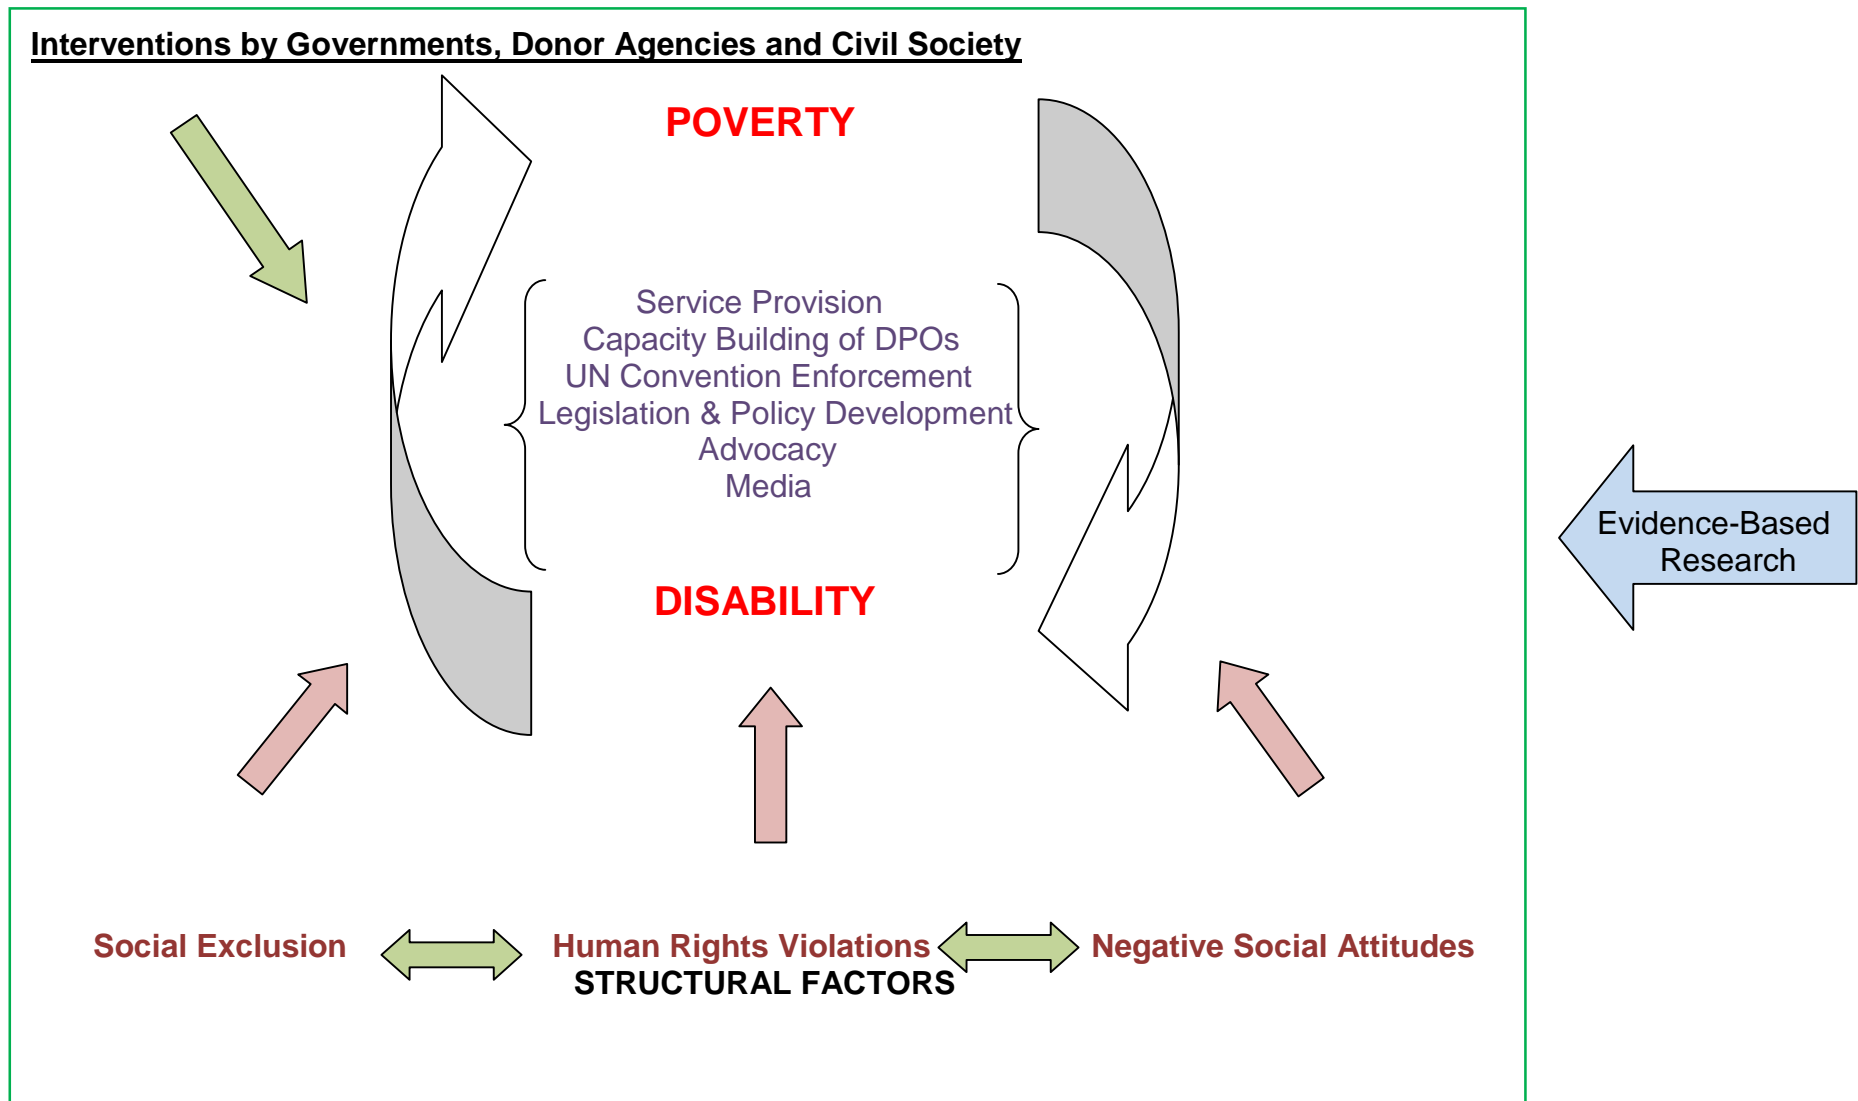 Interventions by Governments, Donor Agencies and Civil Society
POVERTY
Service Provision
Capacity Building of DPOs
UN Convention Enforcement
Legislation & Policy Development
Advocacy
Media
Evidence-Based
Research
DISABILITY
Social Exclusion
Human Rights Violations
Negative Social Attitudes
STRUCTURAL FACTORS